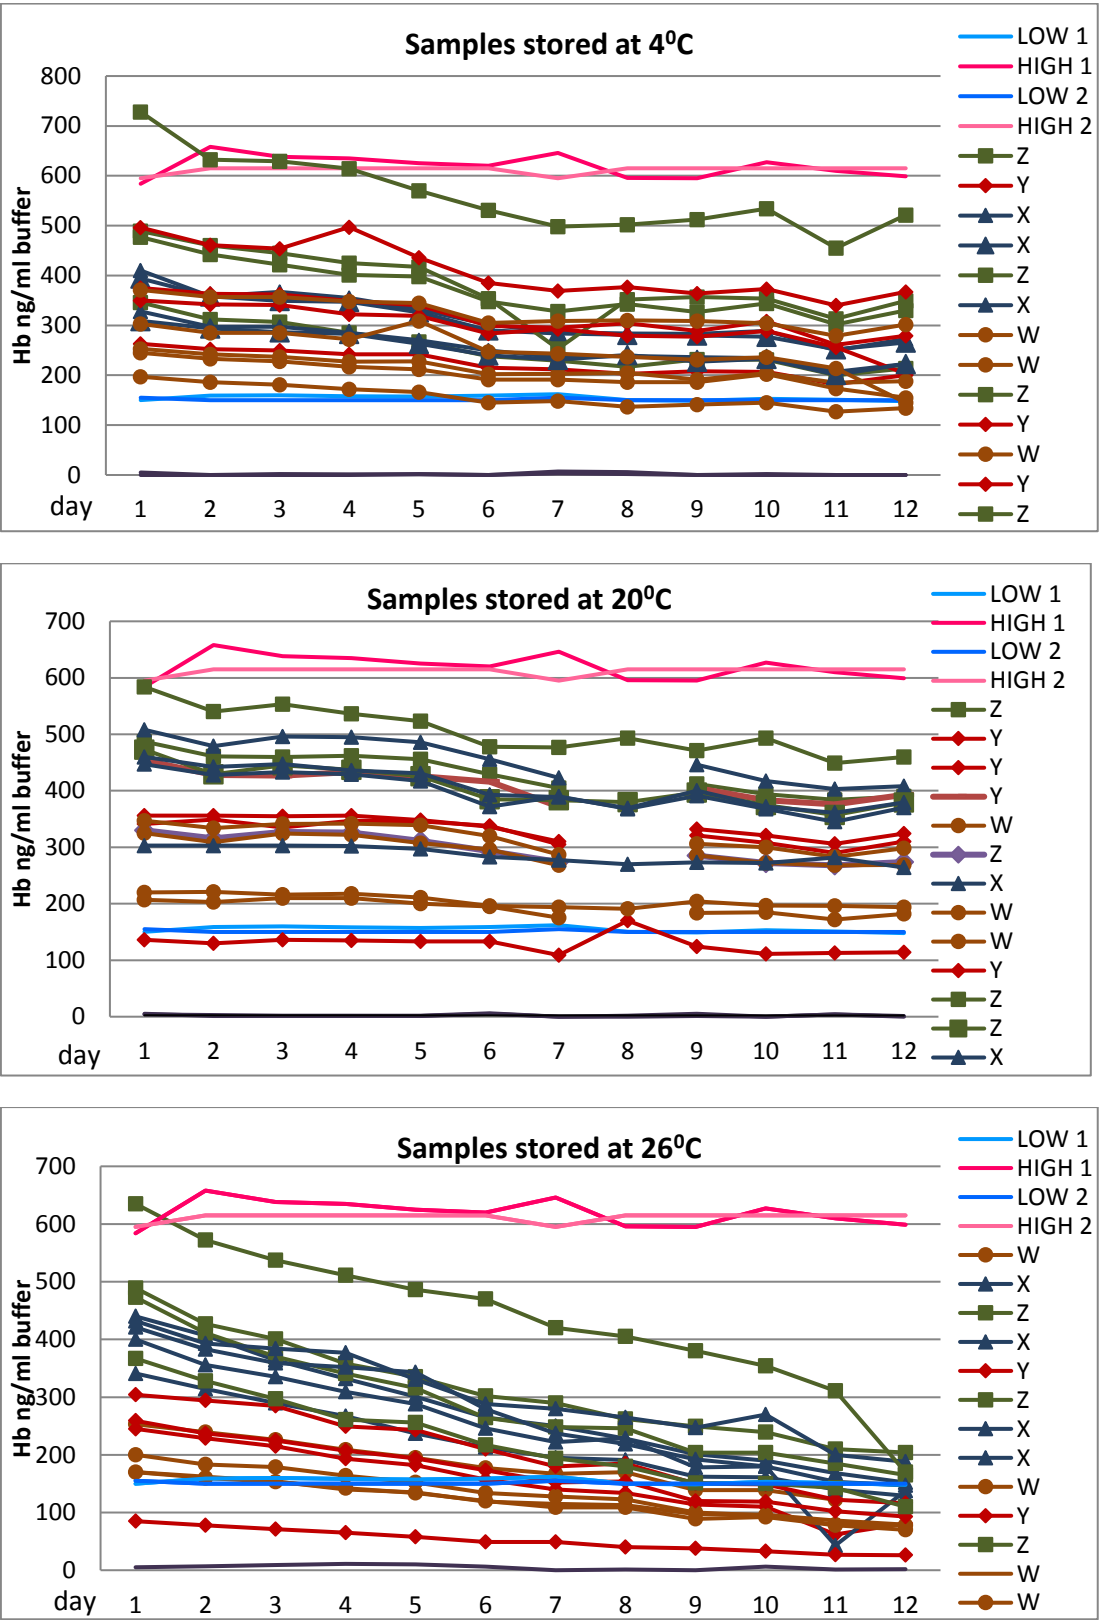 Samples stored at 4⁰C
Hb ng/ml buffer
800
700
600
500
400
300
200
100
0
day
1 2 3 4 5 6 7 8 9 10 11 12
LOW 1
HIGH 1
LOW 2
HIGH 2
Z
Y
X
X
Z
X
W
W
Z
Y
W
Y
Z
Samples stored at 20⁰C
Hb ng/ml buffer
700
600
500
400
300
200
100
0
day
1 2 3 4 5 6 7 8 9 10 11 12
LOW 1
HIGH 1
LOW 2
HIGH 2
Z
Y
Y
Y
W
Z
X
W
W
Y
Z
Z
X
Samples stored at 26⁰C
Hb ng/ml buffer
700
600
500
400
300
200
100
0
day
1 2 3 4 5 6 7 8 9 10 11 12
LOW 1
HIGH 1
LOW 2
HIGH 2
W
X
Z
X
Y
Z
X
X
W
Y
Z
W
W